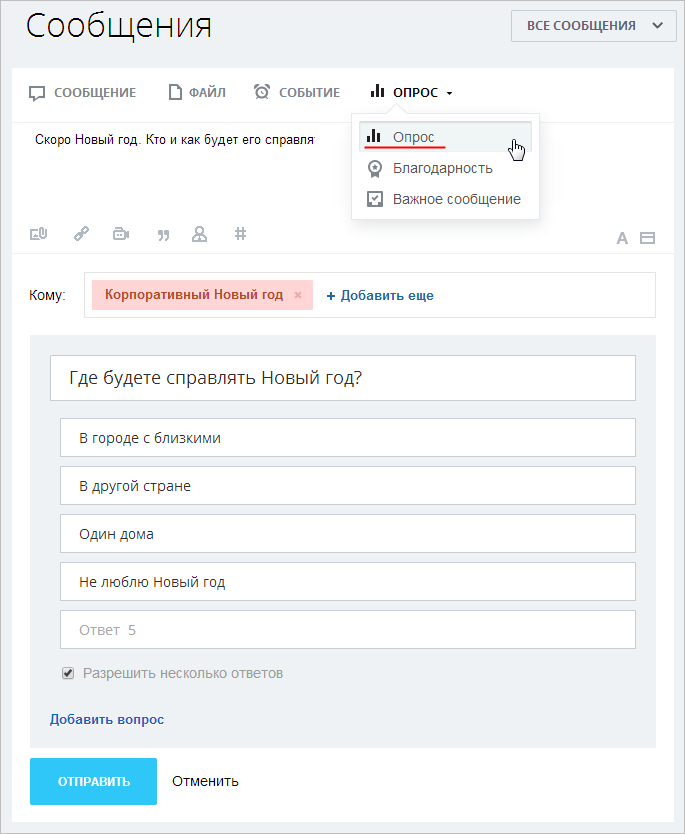 Сообщения
ВСЕ СООБЩЕНИЯ
СООБЩЕНИЕ ФАЙЛ СОБЫТИЕ ОПРОС
Скоро Новый год. Кто и как будет его справлят
Опрос
Благодарность
Важное сообщение
A
Кому: Корпоративный Новый год × + Добавить еще
Где будете справлять Новый год?
В городе с близкими
В другой стране
Один дома
Не люблю Новый год
Ответ 5
Разрешить несколько ответов
Добавить вопрос
ОТПРАВИТЬ Отменить